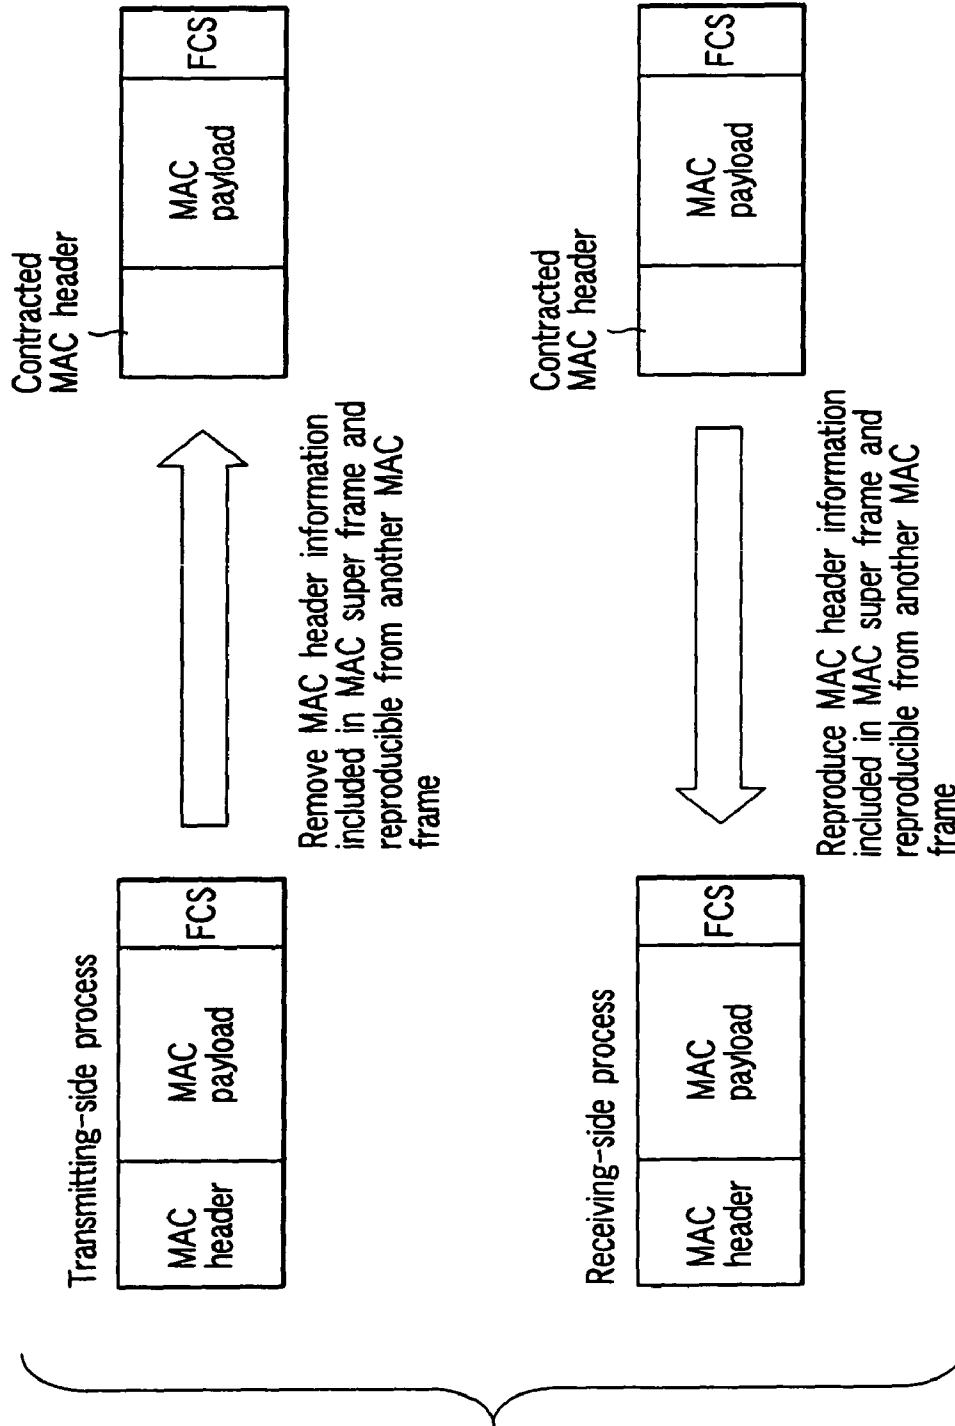 Transmitting-side process
MAC
header
MAC
payload
FCS
Remove MAC header information
included in MAC super frame and
reproducible from another MAC
frame
Contracted
MAC header
MAC
payload
FCS
Receiving-side process
MAC
header
MAC
payload
FCS
Reproduce MAC header information
included in MAC super frame and
reproducible from another MAC
frame
Contracted
MAC header
MAC
payload
FCS